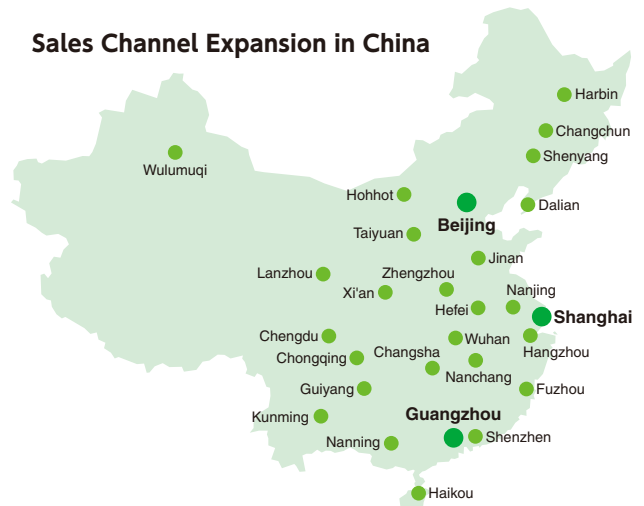 Sales Channel Expansion in China
Harbin
Changchun
Wulumuqi
Shenyang
Hohhot
Dalian
Beijing
Taiyuan
Jinan
Lanzhou
Zhengzhou
Xi'an
Nanjing
Hefei
Shanghai
Chengdu
Wuhan
Hangzhou
Chongqing
Changsha
Nanchang
Guiyang
Fuzhou
Guangzhou
Kunming
Nanning
Shenzhen
Haikou